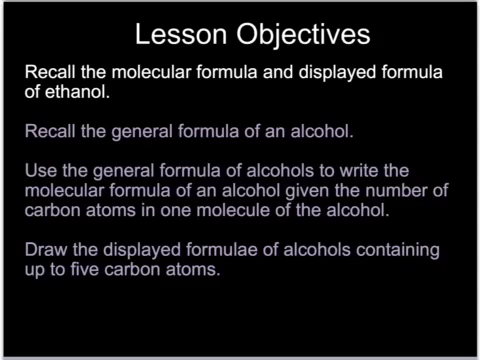 Lesson Objectives
Recall the molecular formula and displayed formula
of ethanol.
Recall the general formula of an alcohol.
Use the general formula of alcohols to write the
molecular formula of an alcohol given the number of
carbon atoms in one molecule of the alcohol.
Draw the displayed formulae of alcohols containing
up to five carbon atoms.